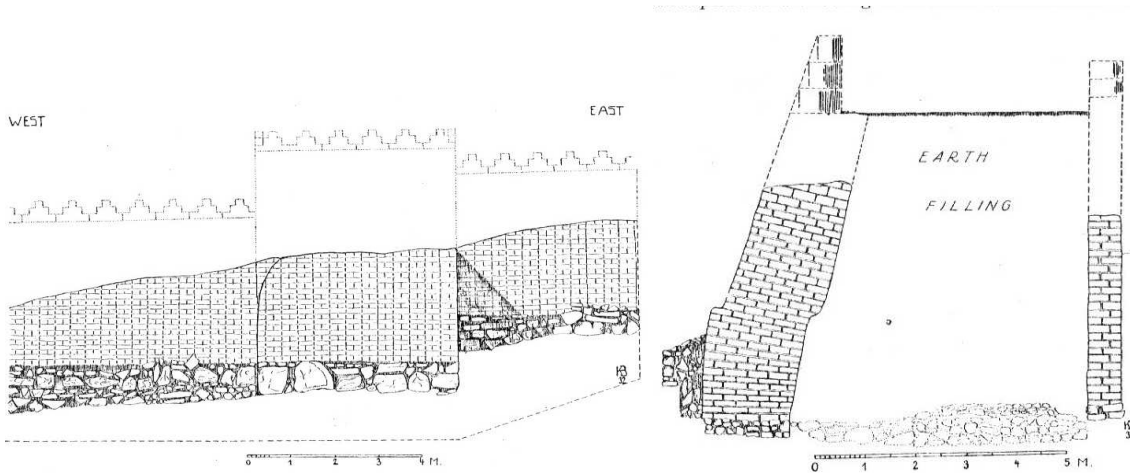 WEST
EAST
0 1 2 3 4 M.
EARTH
FILLING
0 1 2 3 4 5 M.